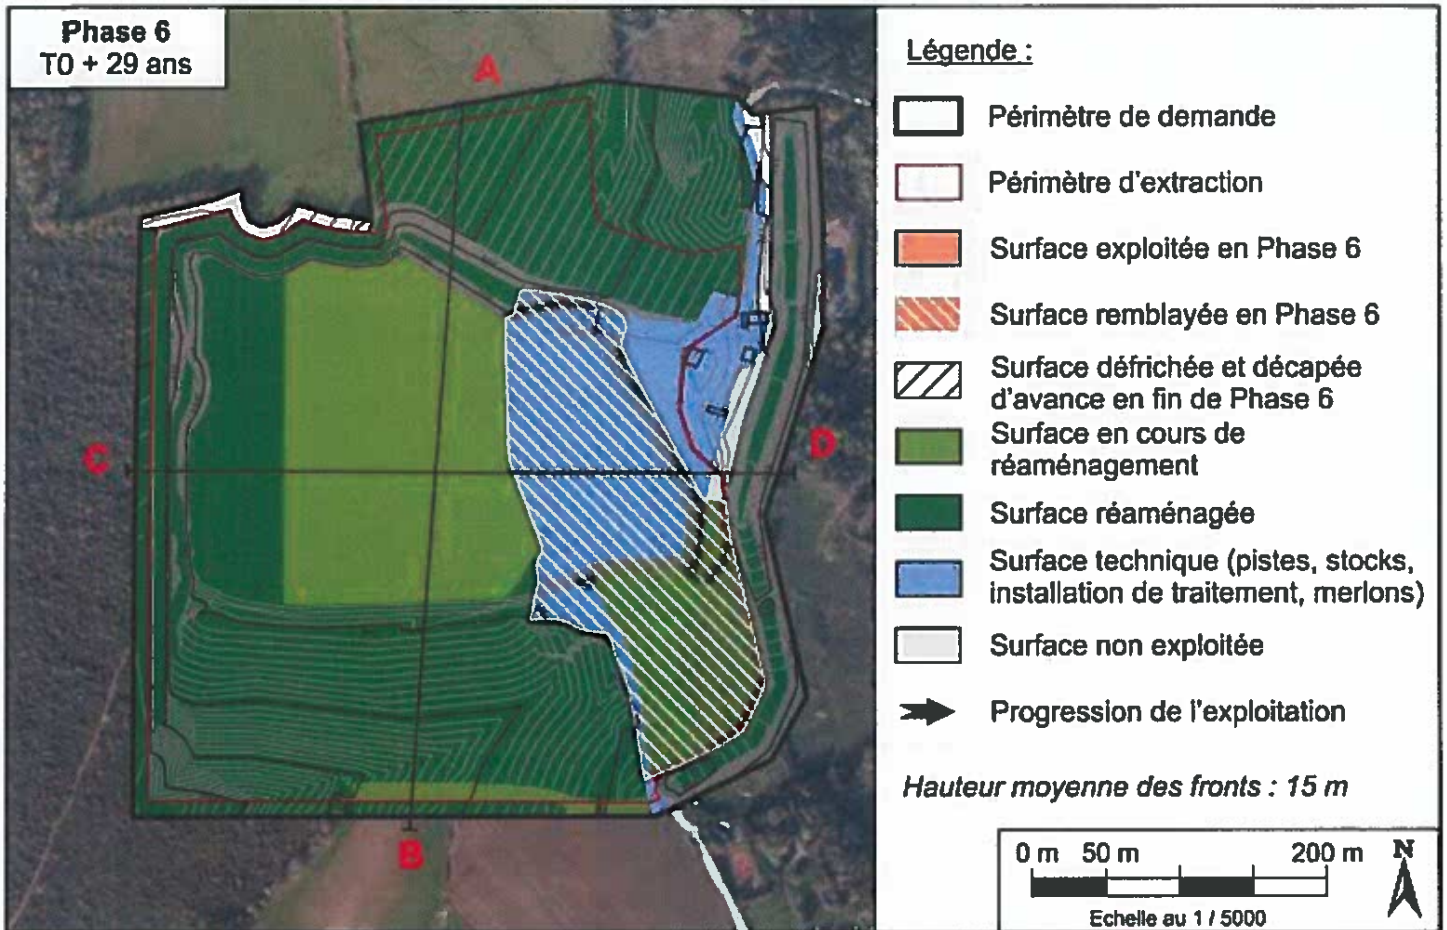 Phase 6
T0 + 29 ans
A
C
D
B
Légende :
Périmètre de demande
Périmètre d'extraction
Surface exploitée en Phase 6
Surface remblayée en Phase 6
Surface défrichée et décapée
d'avance en fin de Phase 6
Surface en cours de
réaménagement
Surface réaménagée
Surface technique (pistes, stocks,
installation de traitement, merlons)
Surface non exploitée
Progression de l'exploitation
Hauteur moyenne des fronts : 15 m
0 m 50 m 200 m
N
Echelle au 1 / 5000